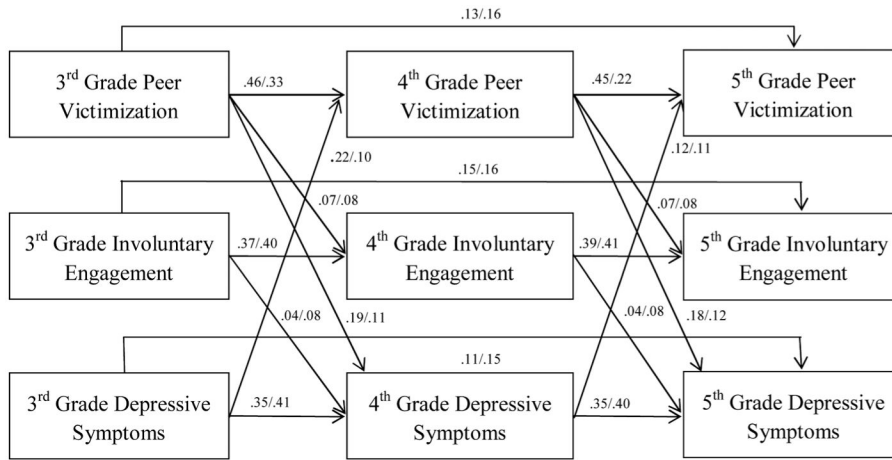 .13/.16
3rd Grade Peer
Victimization
.46/.33
4th Grade Peer
Victimization
.45/.22
5th Grade Peer
Victimization
.22/.10
.12/.11
.15/.16
.07/.08
.07/.08
3rd Grade Involuntary
Engagement
.37/.40
4th Grade Involuntary
Engagement
.39/.41
5th Grade Involuntary
Engagement
.04/.08
.19/.11
.04/.08
.18/.12
.11/.15
3rd Grade Depressive
Symptoms
.35/.41
4th Grade Depressive
Symptoms
.35/.40
5th Grade Depressive
Symptoms